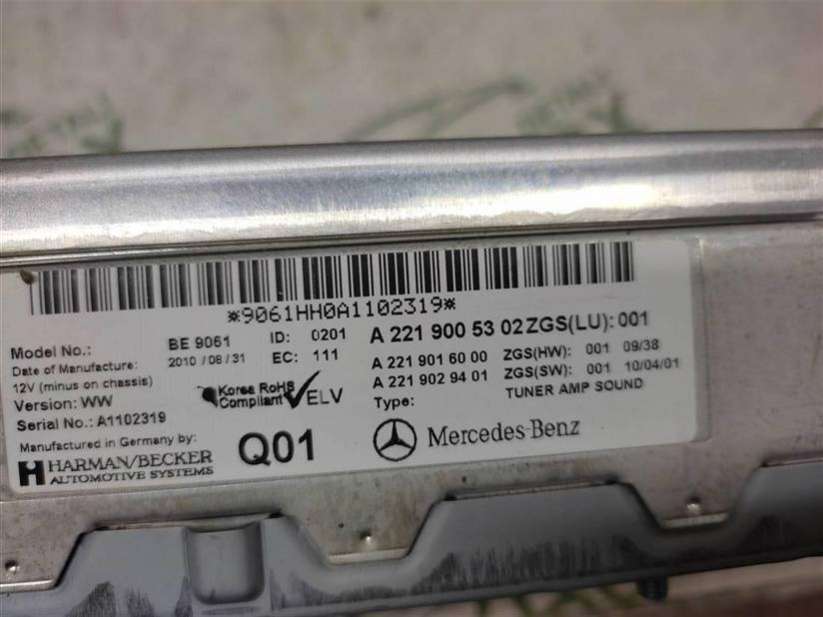 *9061HH0A1102319*
Model No.: BE 9061 ID: 0201 A 221 900 53 02 ZGS(LU): 001
Date of Manufacture: 2010/08/31 EC: 111 A 221 901 60 00 ZGS(HW): 001 09/38
12V (minus on chassis) A 221 902 94 01 ZGS(SW): 001 10/04/01
Version: WW Korea RoHS Compliant ELV Type: TUNER AMP SOUND
Serial No.: A1102319
Manufactured in Germany by: Q01 Mercedes-Benz
HARMAN/BECKER
AUTOMOTIVE SYSTEMS